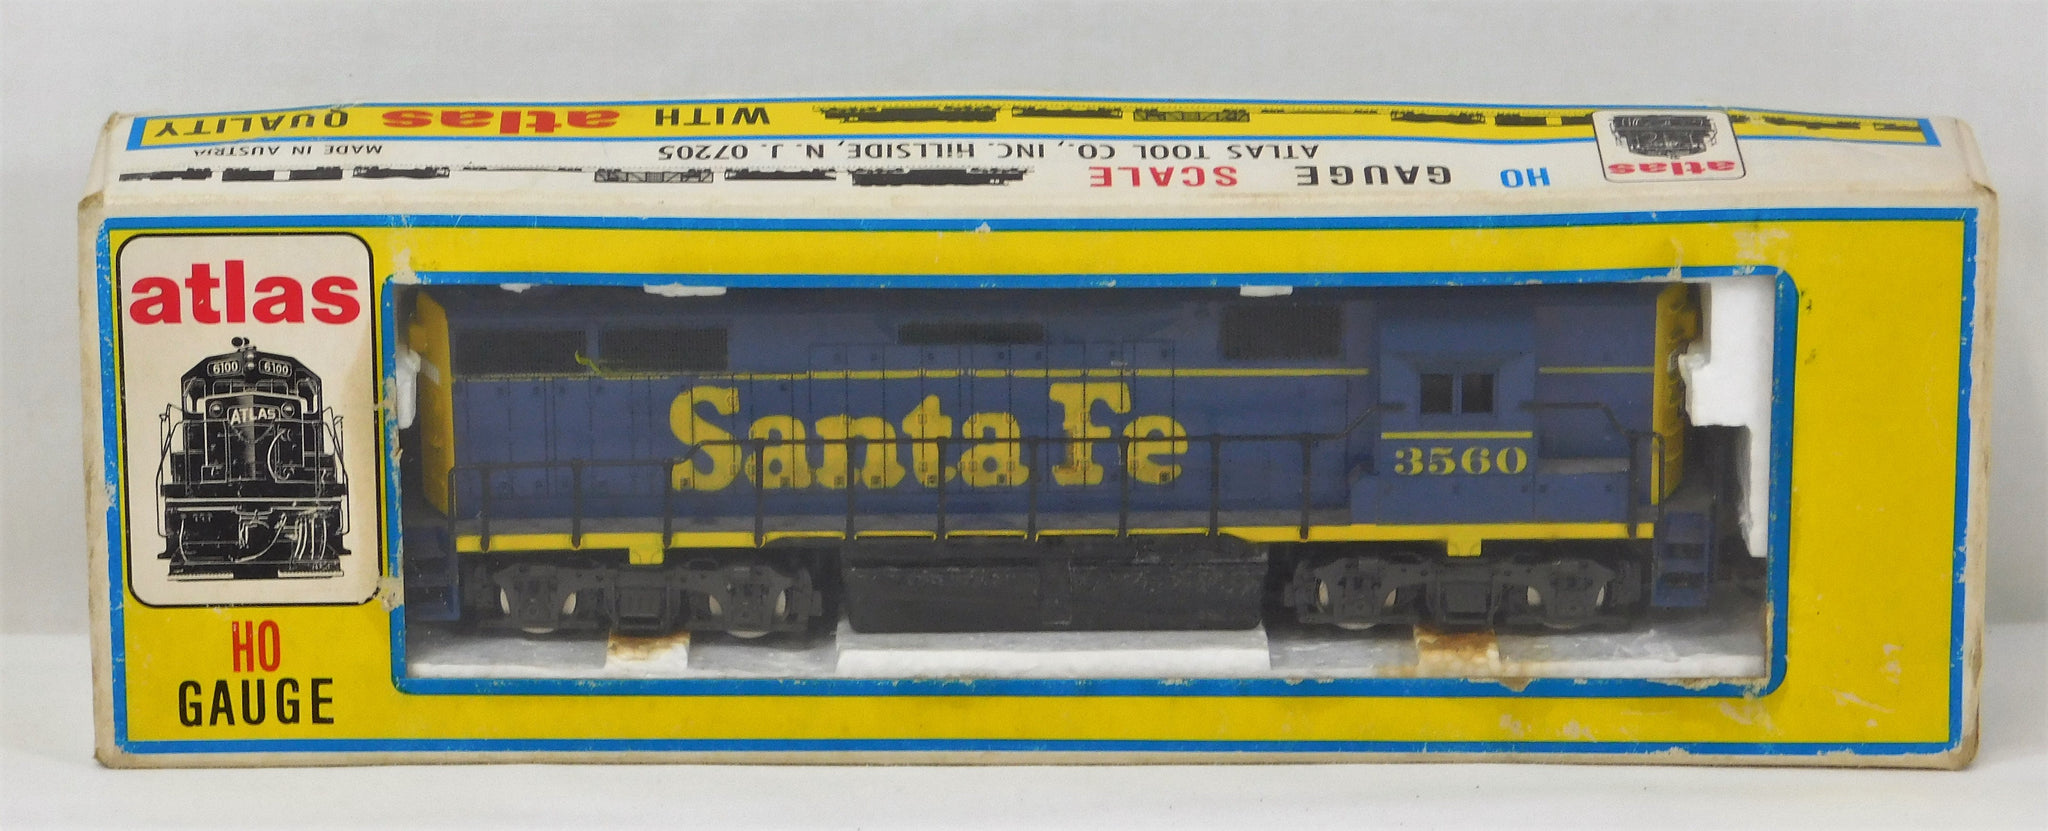 WITH atlas QUALITY
MADE IN AUSTRIA
ATLAS TOOL CO., INC. HILLSIDE, N. J. 07205
HO GAUGE SCALE
atlas
atlas
6100 6100
ATLAS
HO
GAUGE
Santa Fe
3560